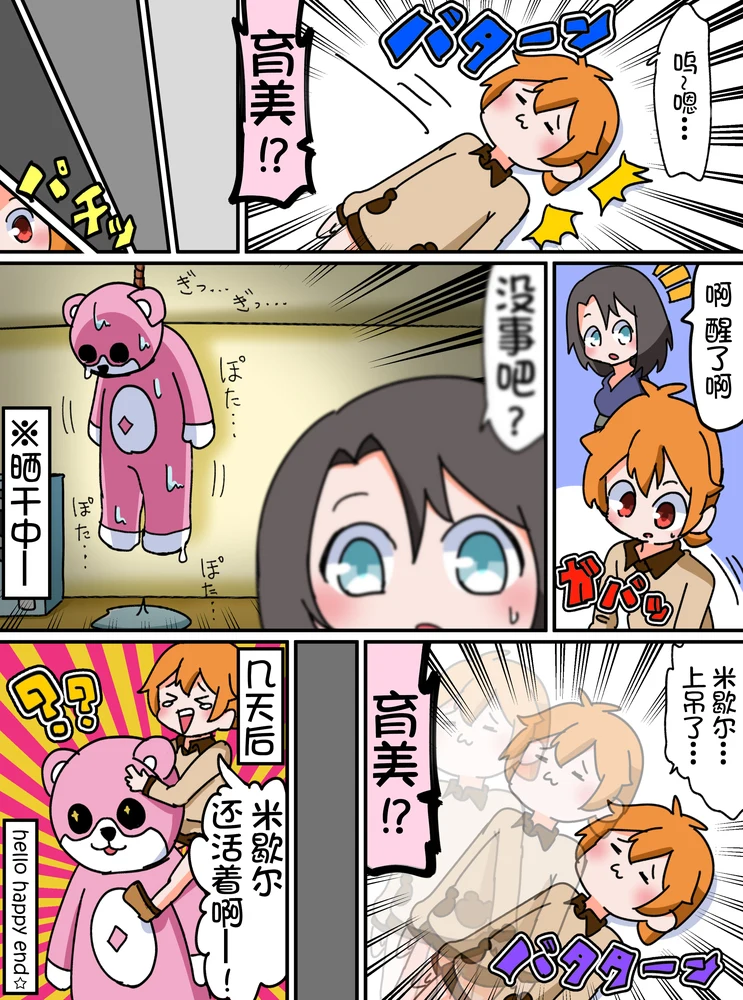 呜~嗯…
バターン
育美!?
パチッ
啊 醒了啊
ガバッ
没事吧?
ぎっ…
ぎっ…
ぽた…
ぽた…
ぽた…
※晒干中ー
米歇尔…
上吊了…
育美!?
バタターン
几天后
??
米歇尔
还活着啊ー!
hello happy end☆